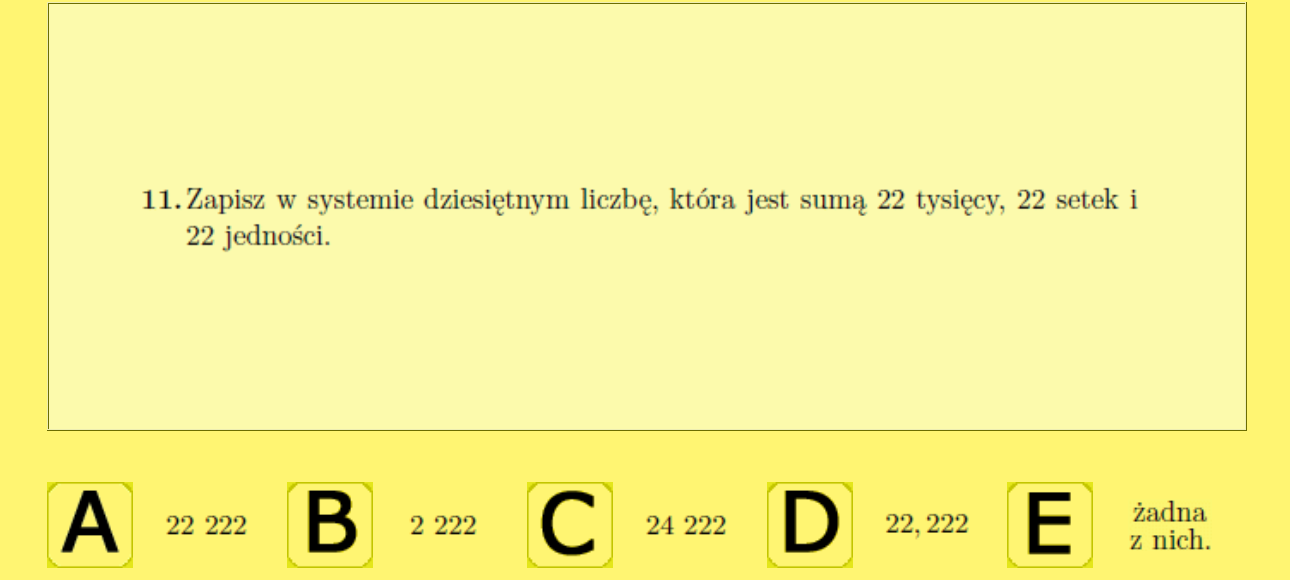 11. Zapisz w systemie dziesiętnym liczbę, która jest sumą 22 tysięcy, 22 setek i
22 jedności.
A 22 222 B 2 222 C 24 222 D 22, 222 E żadna
z nich.